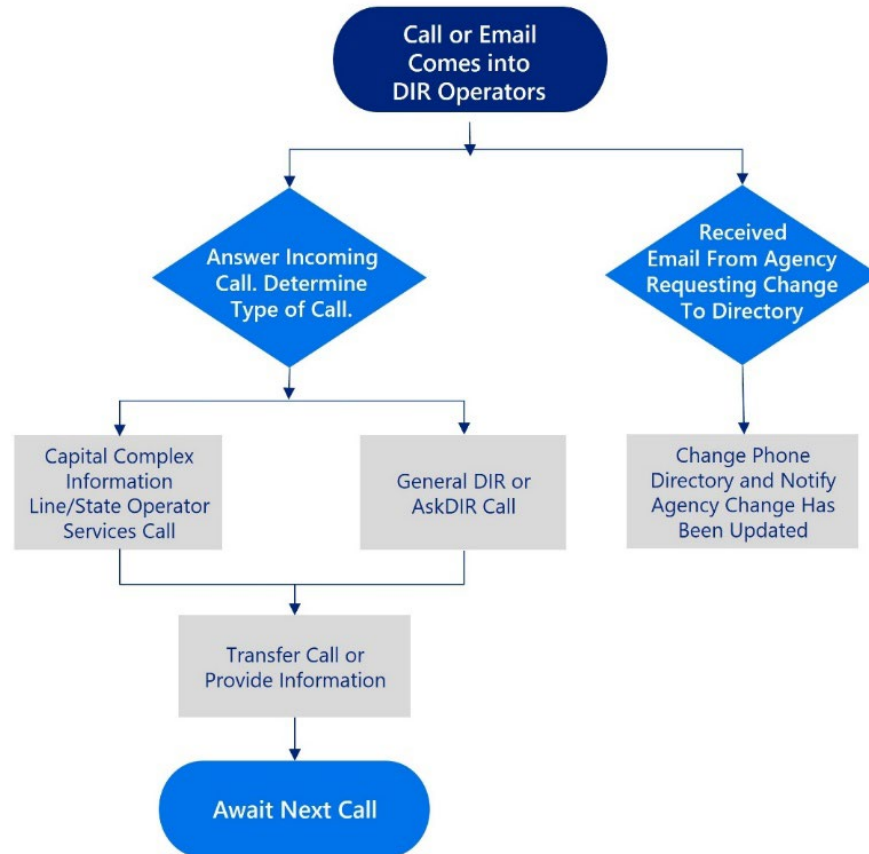 Call or Email
Comes into
DIR Operators
Answer Incoming
Call. Determine
Type of Call.
Received
Email From Agency
Requesting Change
To Directory
Capital Complex
Information
Line/State Operator
Services Call
General DIR or
AskDIR Call
Change Phone
Directory and Notify
Agency Change Has
Been Updated
Transfer Call or
Provide Information
Await Next Call